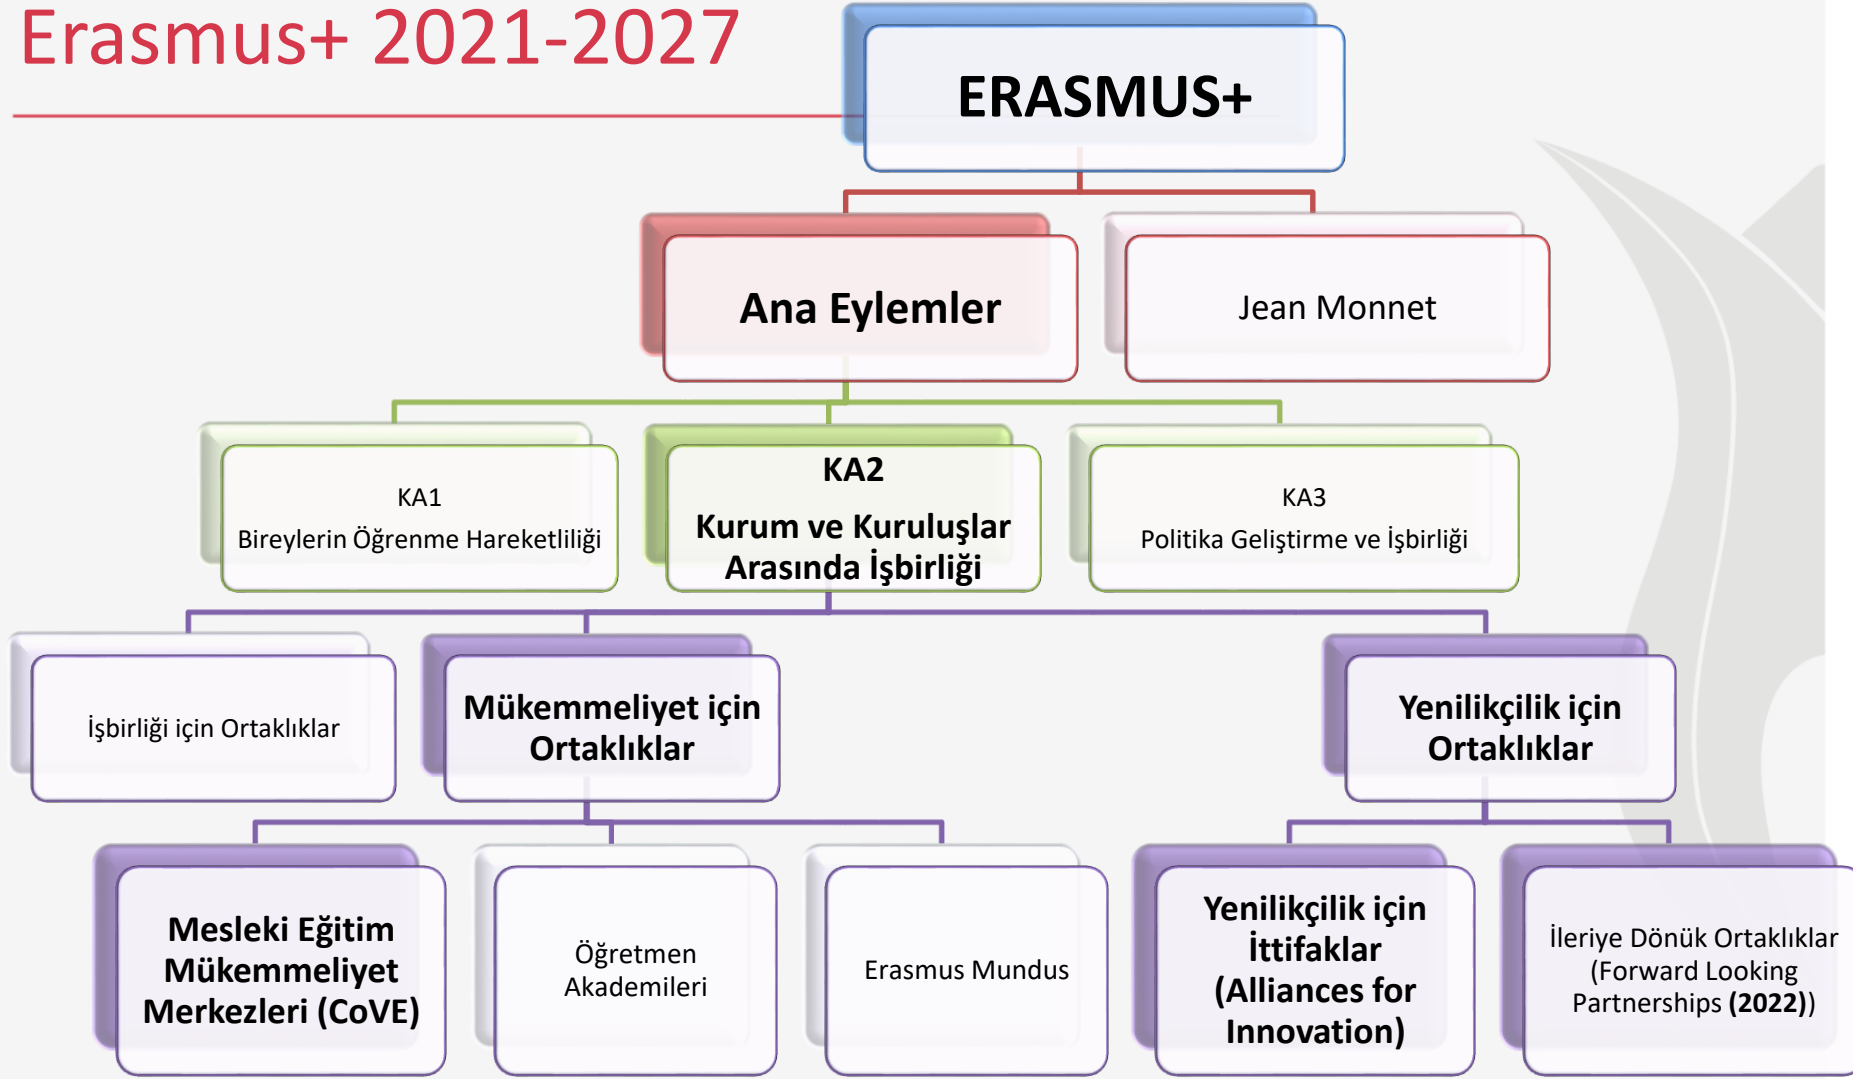 Erasmus+ 2021-2027
ERASMUS+
Ana Eylemler
Jean Monnet
KA1
Bireylerin Öğrenme Hareketliliği
KA2
Kurum ve Kuruluşlar
Arasında İşbirliği
KA3
Politika Geliştirme ve İşbirliği
İşbirliği için Ortaklıklar
Mükemmeliyet için
Ortaklıklar
Yenilikçilik için
Ortaklıklar
Mesleki Eğitim
Mükemmeliyet
Merkezleri (CoVE)
Öğretmen
Akademileri
Erasmus Mundus
Yenilikçilik için
İttifaklar
(Alliances for
Innovation)
İleriye Dönük Ortaklıklar
(Forward Looking
Partnerships (2022))